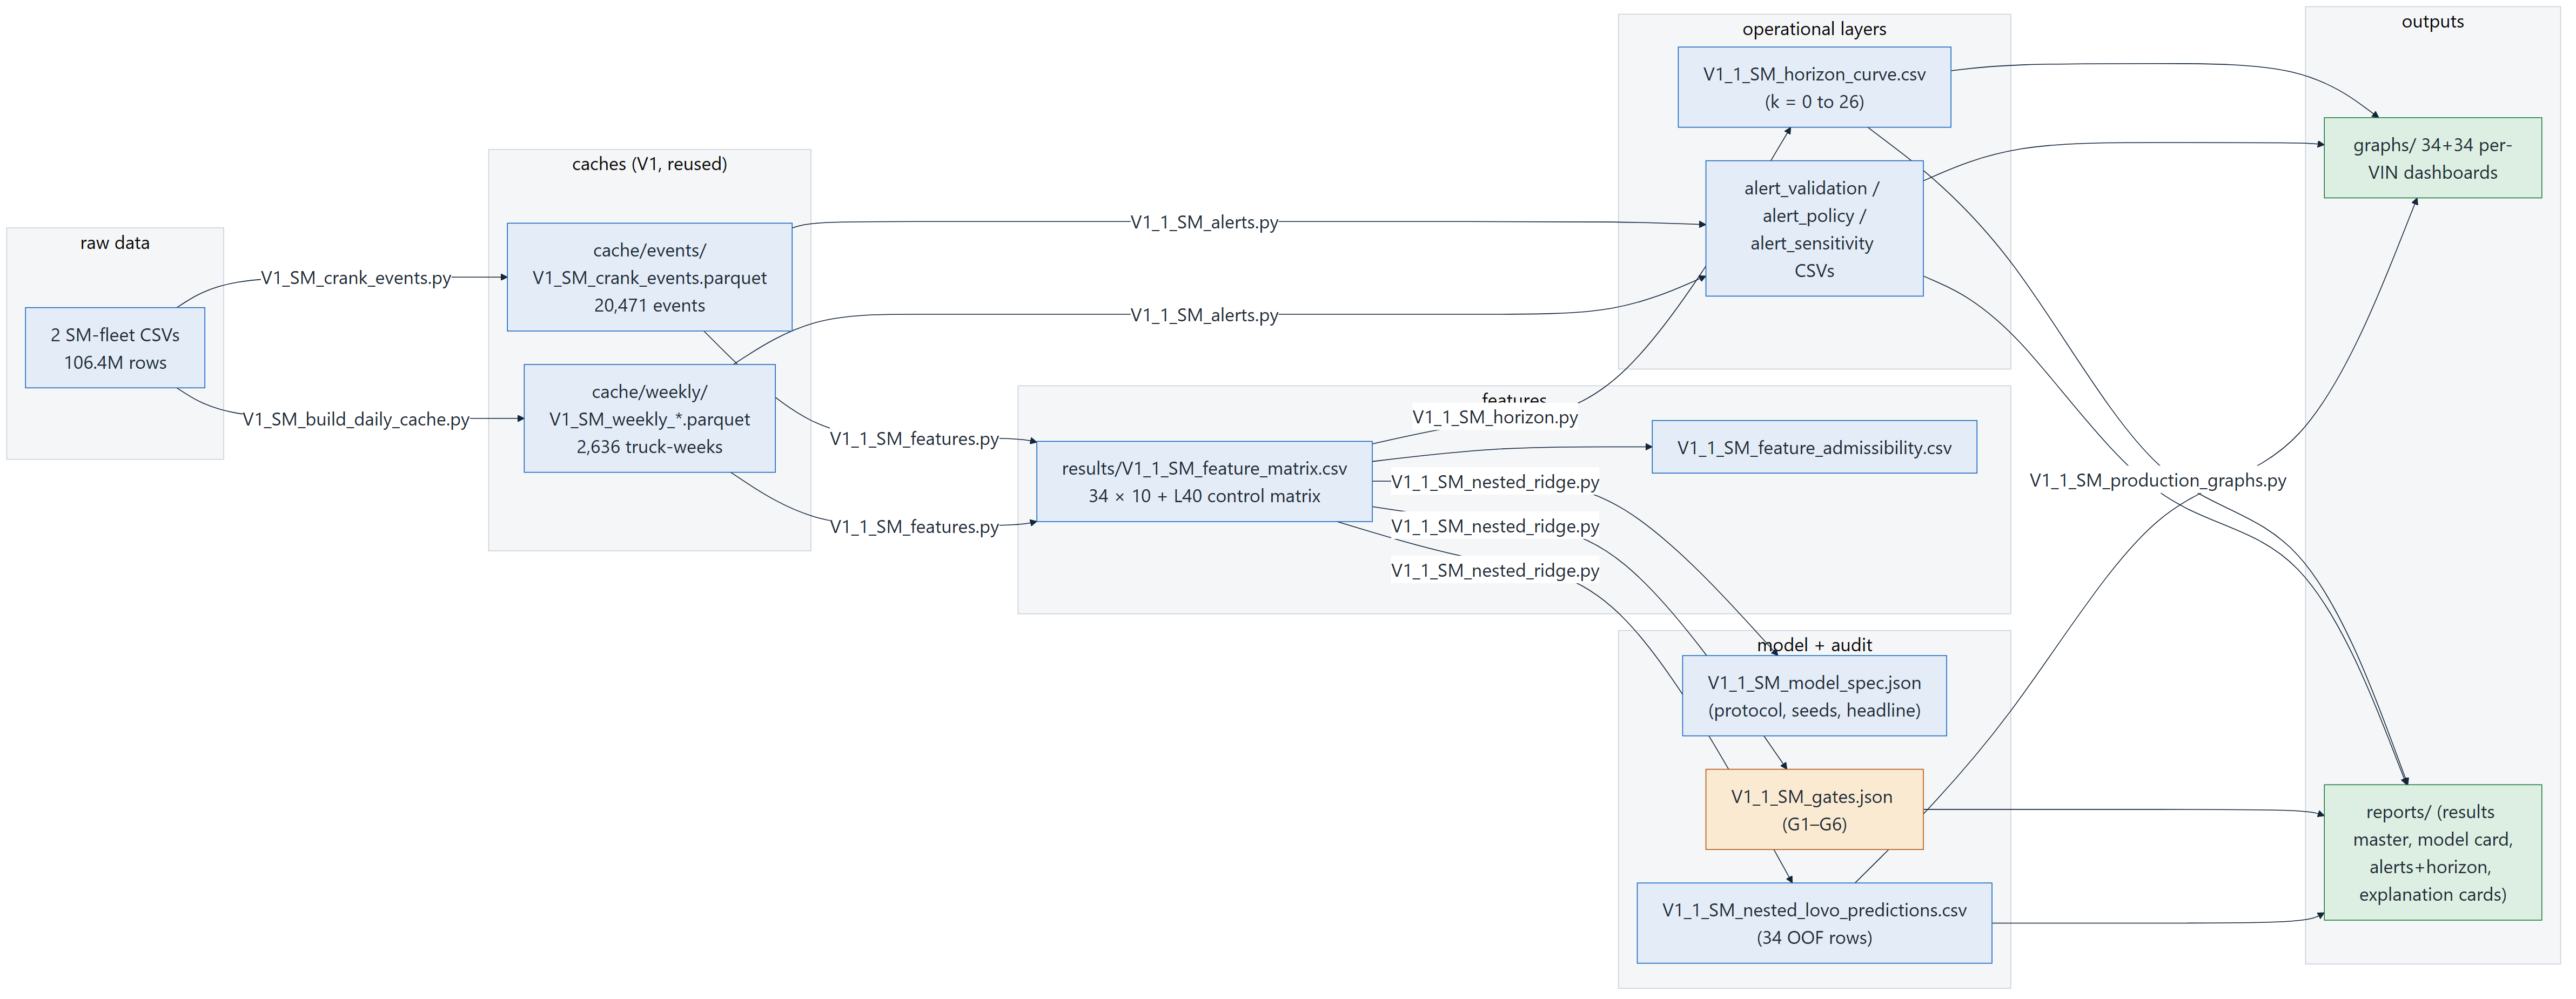 raw data
2 SM-fleet CSVs
106.4M rows
V1_SM_crank_events.py
V1_SM_build_daily_cache.py
caches (V1, reused)
cache/events/
V1_SM_crank_events.parquet
20,471 events
cache/weekly/
V1_SM_weekly_*.parquet
2,636 truck-weeks
V1_1_SM_alerts.py
V1_1_SM_alerts.py
V1_1_SM_features.py
V1_1_SM_features.py
features
results/V1_1_SM_feature_matrix.csv
34 × 10 + L40 control matrix
V1_1_SM_horizon.py
V1_1_SM_nested_ridge.py
V1_1_SM_nested_ridge.py
V1_1_SM_nested_ridge.py
V1_1_SM_feature_admissibility.csv
operational layers
V1_1_SM_horizon_curve.csv
(k = 0 to 26)
alert_validation /
alert_policy /
alert_sensitivity
CSVs
model + audit
V1_1_SM_model_spec.json
(protocol, seeds, headline)
V1_1_SM_gates.json
(G1–G6)
V1_1_SM_nested_lovo_predictions.csv
(34 OOF rows)
V1_1_SM_production_graphs.py
outputs
graphs/ 34+34 per-
VIN dashboards
reports/ (results
master, model card,
alerts+horizon,
explanation cards)